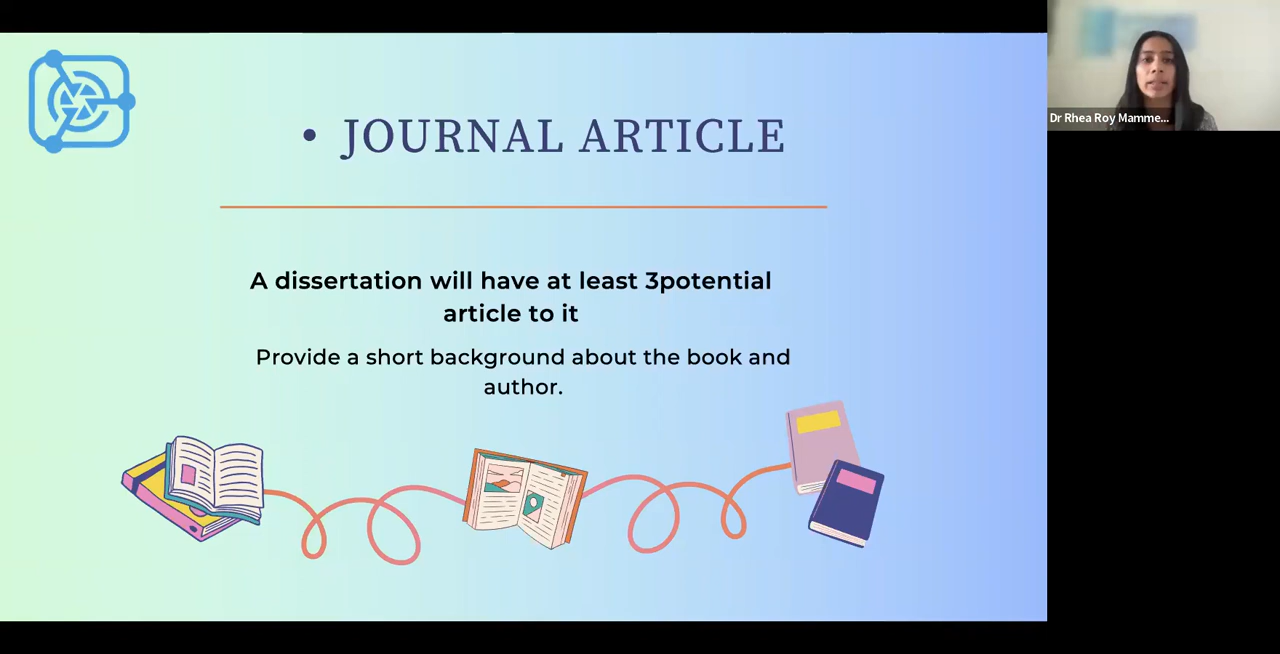 • JOURNAL ARTICLE
A dissertation will have at least 3potential
article to it
Provide a short background about the book and
author.
Dr Rhea Roy Mamme...